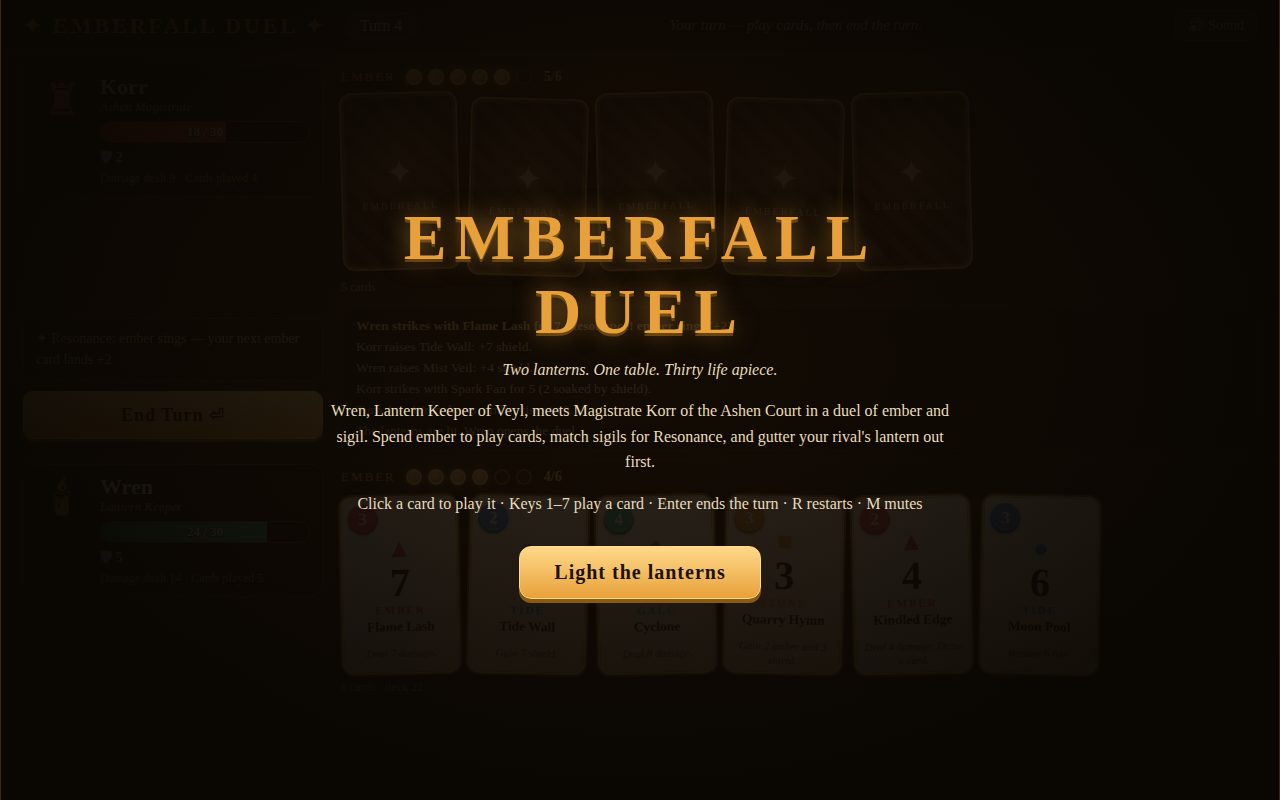 ✦ EMBERFALL DUEL ✦
Turn 4
Your turn — play cards, then end the turn.
Sound
Korr
Ashen Magistrate
18 / 30
2
Damage dealt 9 · Cards played 4
EMBER 5/6
EMBERFALL
EMBERFALL
EMBERFALL
EMBERFALL
EMBERFALL
5 cards
EMBERFALL
DUEL
Two lanterns. One table. Thirty life apiece.
Wren, Lantern Keeper of Veyl, meets Magistrate Korr of the Ashen Court in a duel of ember and
sigil. Spend ember to play cards, match sigils for Resonance, and gutter your rival's lantern out
first.
Click a card to play it · Keys 1–7 play a card · Enter ends the turn · R restarts · M mutes
Light the lanterns
Wren strikes with Flame Lash
Korr raises Tide Wall: +7 shield.
Wren raises Mist Veil: +4
Korr strikes with Spark Fan for 5 (2 soaked by shield).
✦ Resonance: ember sings — your next ember
card lands +2
End Turn ⏎
Wren
Lantern Keeper
24 / 30
5
Damage dealt 14 · Cards played 5
EMBER 4/6
3
7
EMBER
Flame Lash
Deal 7 damage.
2
TIDE
Tide Wall
Gain 7 shield.
4
GALE
Cyclone
Deal 9 damage.
3
3
STONE
Quarry Hymn
Gain 2 ember and 3
shield.
2
4
EMBER
Kindled Edge
Deal 4 damage. Draw
a card.
3
6
TIDE
Moon Pool
Restore 6 life.
6 cards · deck 22